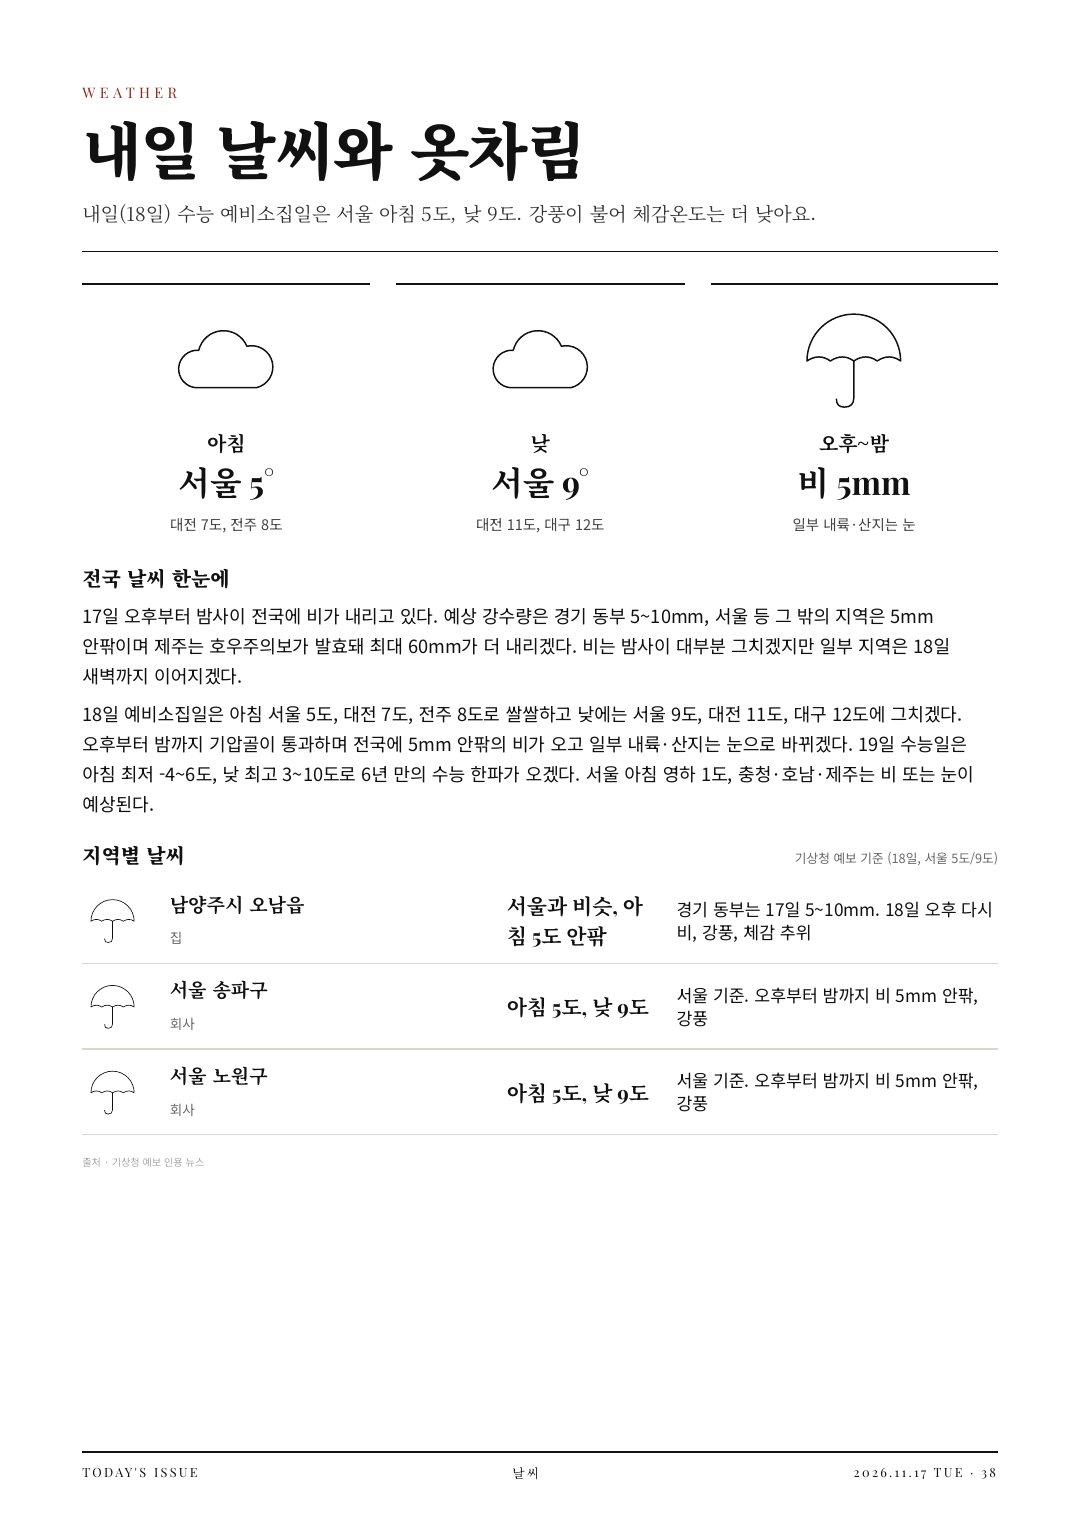 WEATHER
내일 날씨와 옷차림
내일(18일) 수능 예비소집일은 서울 아침 5도, 낮 9도. 강풍이 불어 체감온도는 더 낮아요.
아침
서울 5°
대전 7도, 전주 8도
낮
서울 9°
대전 11도, 대구 12도
오후~밤
비 5mm
일부 내륙·산지는 눈
전국 날씨 한눈에
17일 오후부터 밤사이 전국에 비가 내리고 있다. 예상 강수량은 경기 동부 5~10mm, 서울 등 그 밖의 지역은 5mm
안팎이며 제주는 호우주의보가 발효돼 최대 60mm가 더 내리겠다. 비는 밤사이 대부분 그치겠지만 일부 지역은 18일
새벽까지 이어지겠다.
18일 예비소집일은 아침 서울 5도, 대전 7도, 전주 8도로 쌀쌀하고 낮에는 서울 9도, 대전 11도, 대구 12도에 그치겠다.
오후부터 밤까지 기압골이 통과하며 전국에 5mm 안팎의 비가 오고 일부 내륙·산지는 눈으로 바뀌겠다. 19일 수능일은
아침 최저 -4~6도, 낮 최고 3~10도로 6년 만의 수능 한파가 오겠다. 서울 아침 영하 1도, 충청·호남·제주는 비 또는 눈이
예상된다.
지역별 날씨
기상청 예보 기준 (18일, 서울 5도/9도)
남양주시 오남읍
집
서울과 비슷, 아
침 5도 안팎
경기 동부는 17일 5~10mm. 18일 오후 다시
비, 강풍, 체감 추위
서울 송파구
회사
아침 5도, 낮 9도
서울 기준. 오후부터 밤까지 비 5mm 안팎,
강풍
서울 노원구
회사
아침 5도, 낮 9도
서울 기준. 오후부터 밤까지 비 5mm 안팎,
강풍
출처 · 기상청 예보 인용 뉴스
TODAY'S ISSUE
날씨
2026.11.17 TUE · 38